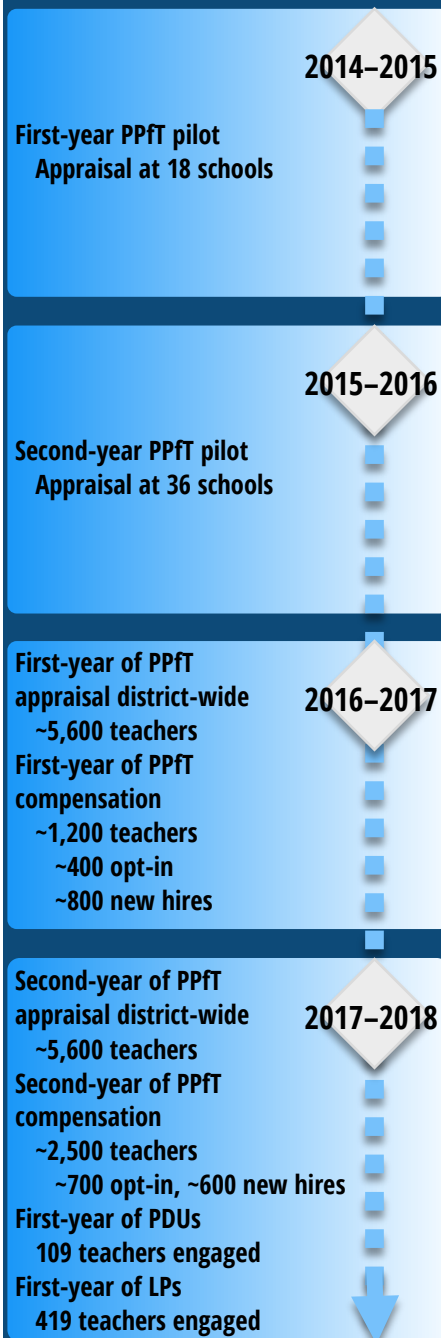 2014–2015
First-year PPfT pilot
Appraisal at 18 schools
2015–2016
Second-year PPfT pilot
Appraisal at 36 schools
2016–2017
First-year of PPfT
appraisal district-wide
~5,600 teachers
First-year of PPfT
compensation
~1,200 teachers
~400 opt-in
~800 new hires
2017–2018
Second-year of PPfT
appraisal district-wide
~5,600 teachers
Second-year of PPfT
compensation
~2,500 teachers
~700 opt-in, ~600 new hires
First-year of PDUs
109 teachers engaged
First-year of LPs
419 teachers engaged